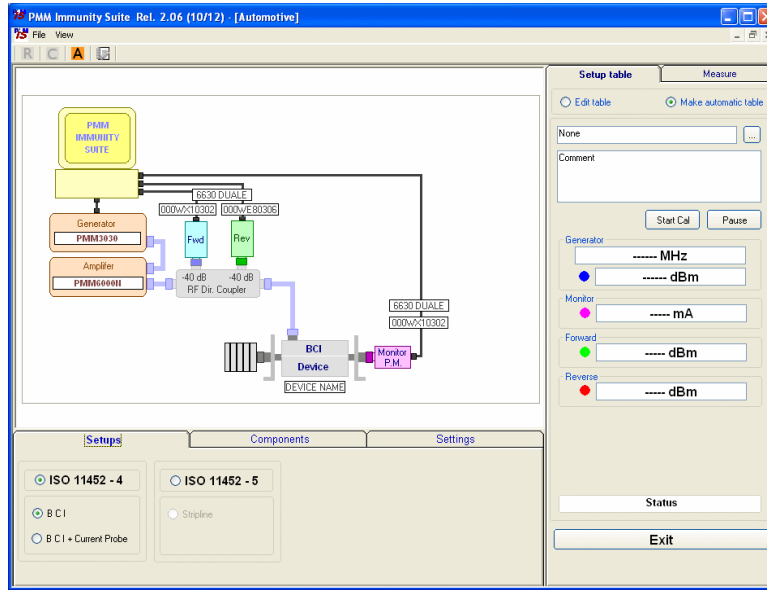 PMM Immunity Suite Rel. 2.06 (10/12) - [Automotive]
File View
R C A
PMM
IMMUNITY
SUITE
6630 DUALE
000WX10302 000WE80306
Generator
PMM3030
Fwd
Rev
Amplifer
PMM6000N
-40 dB -40 dB
RF Dir. Coupler
6630 DUALE
000WX10302
BCI
Device
Monitor
P.M.
DEVICE NAME
Setups
Components
Settings
ISO 11452 - 4
ISO 11452 - 5
B C I
Stripline
B C I + Current Probe
Setup table
Measure
Edit table
Make automatic table
None
...
Comment
Start Cal
Pause
Generator
------ MHz
------ dBm
Monitor
----- mA
Forward
----- dBm
Reverse
----- dBm
Status
Exit